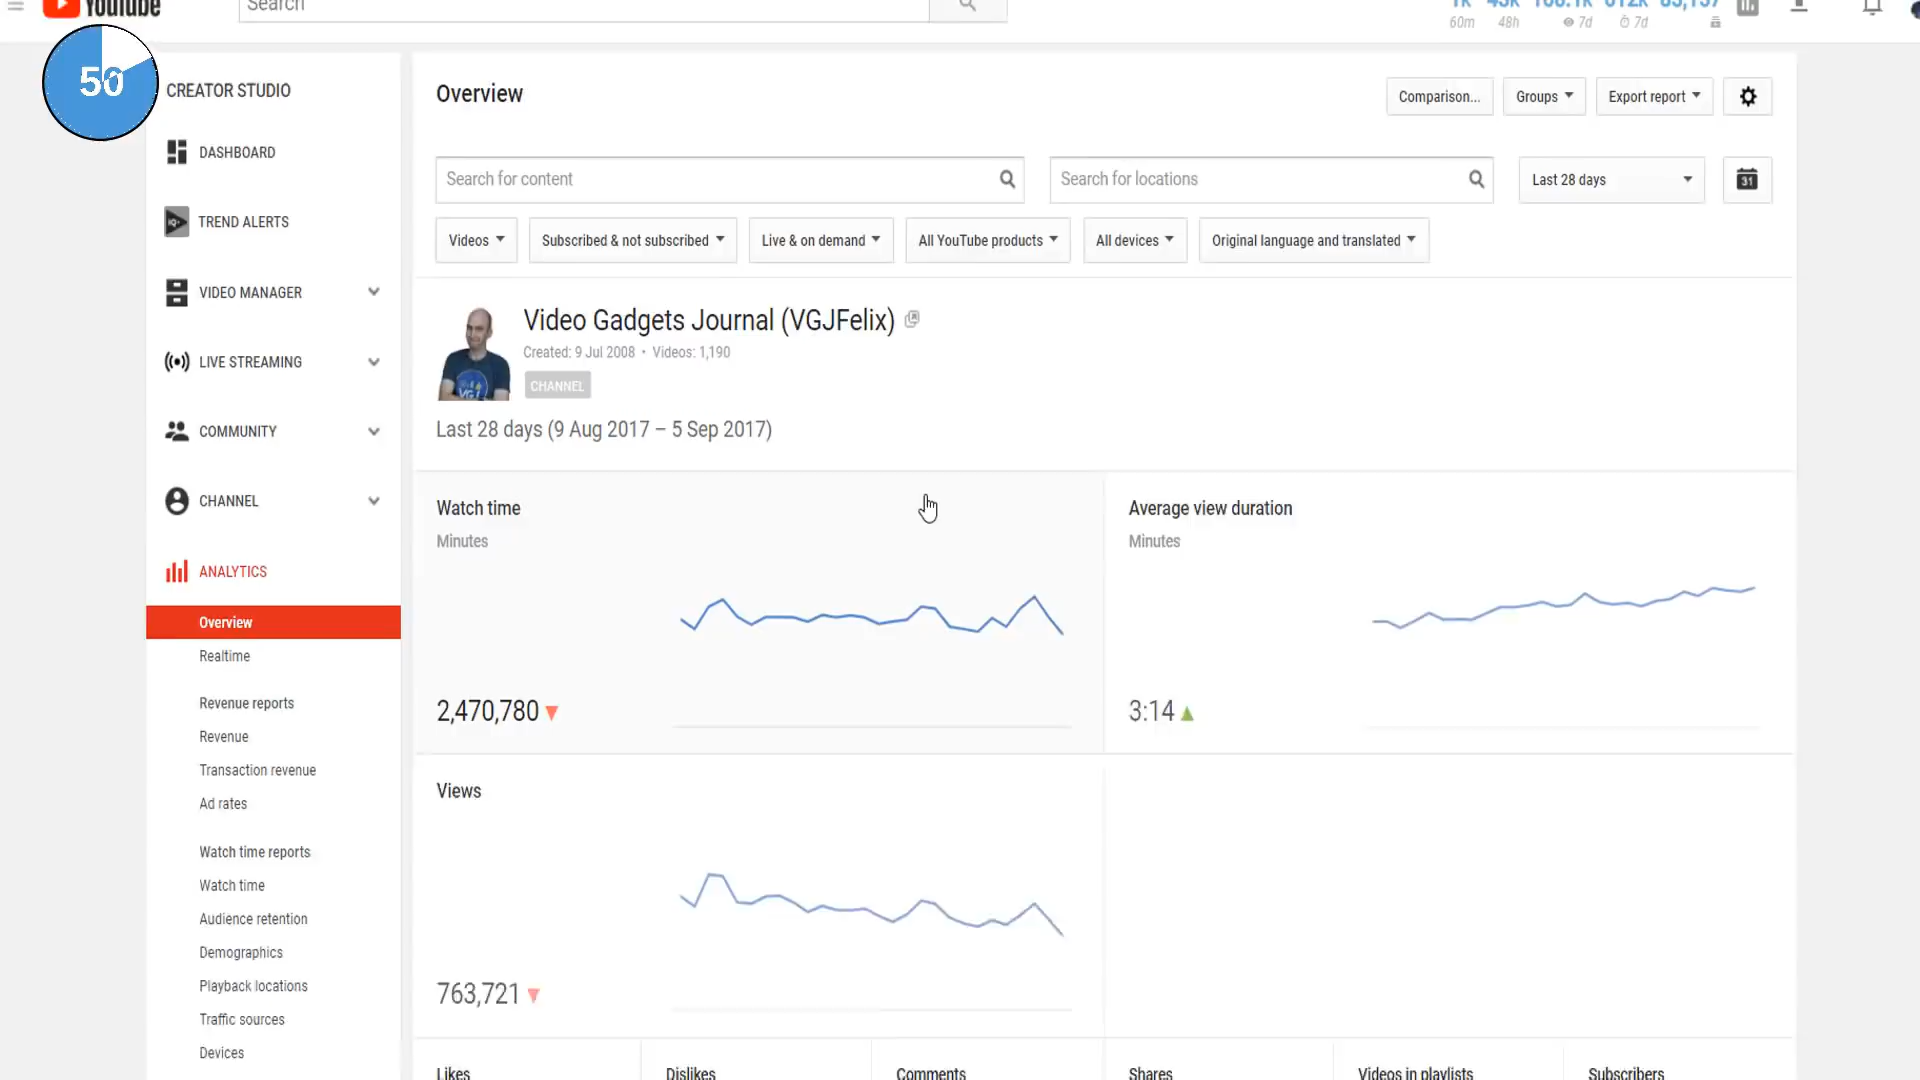 YouTube
Search
60m 48h 7d 7d
50
CREATOR STUDIO
DASHBOARD
TREND ALERTS
VIDEO MANAGER
LIVE STREAMING
COMMUNITY
CHANNEL
ANALYTICS
Overview
Realtime
Revenue reports
Revenue
Transaction revenue
Ad rates
Watch time reports
Watch time
Audience retention
Demographics
Playback locations
Traffic sources
Devices
Overview
Comparison... Groups Export report
Search for content Search for locations Last 28 days 31
Videos Subscribed & not subscribed Live & on demand All YouTube products All devices Original language and translated
Video Gadgets Journal (VGJFelix)
Created: 9 Jul 2008 • Videos: 1,190
CHANNEL
Last 28 days (9 Aug 2017 – 5 Sep 2017)
Watch time
Minutes
2,470,780
Average view duration
Minutes
3:14
Views
763,721
Likes Dislikes Comments Shares Videos in playlists Subscribers